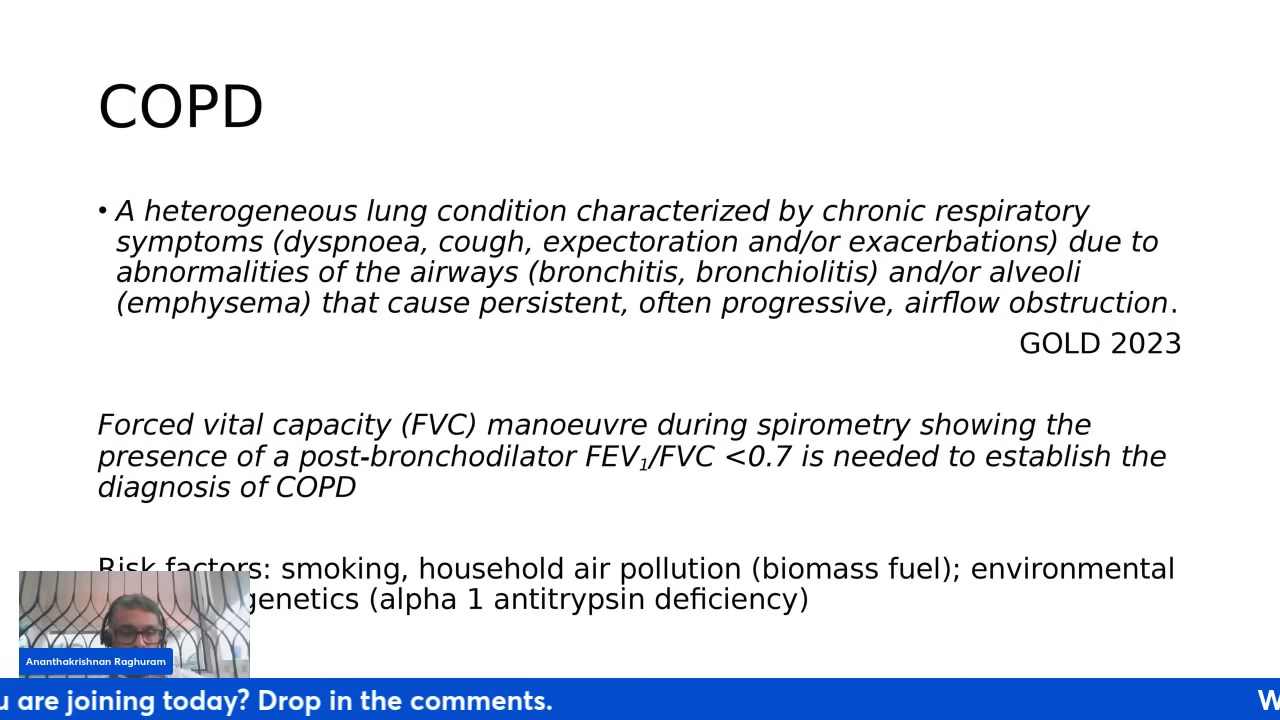 COPD
• A heterogeneous lung condition characterized by chronic respiratory
symptoms (dyspnoea, cough, expectoration and/or exacerbations) due to
abnormalities of the airways (bronchitis, bronchiolitis) and/or alveoli
(emphysema) that cause persistent, often progressive, airflow obstruction.
GOLD 2023
Forced vital capacity (FVC) manoeuvre during spirometry showing the
presence of a post-bronchodilator FEV₁/FVC <0.7 is needed to establish the
diagnosis of COPD
Risk factors: smoking, household air pollution (biomass fuel); environmental
genetics (alpha 1 antitrypsin deficiency)
Ananthakrishnan Raghuram
u are joining today? Drop in the comments. W